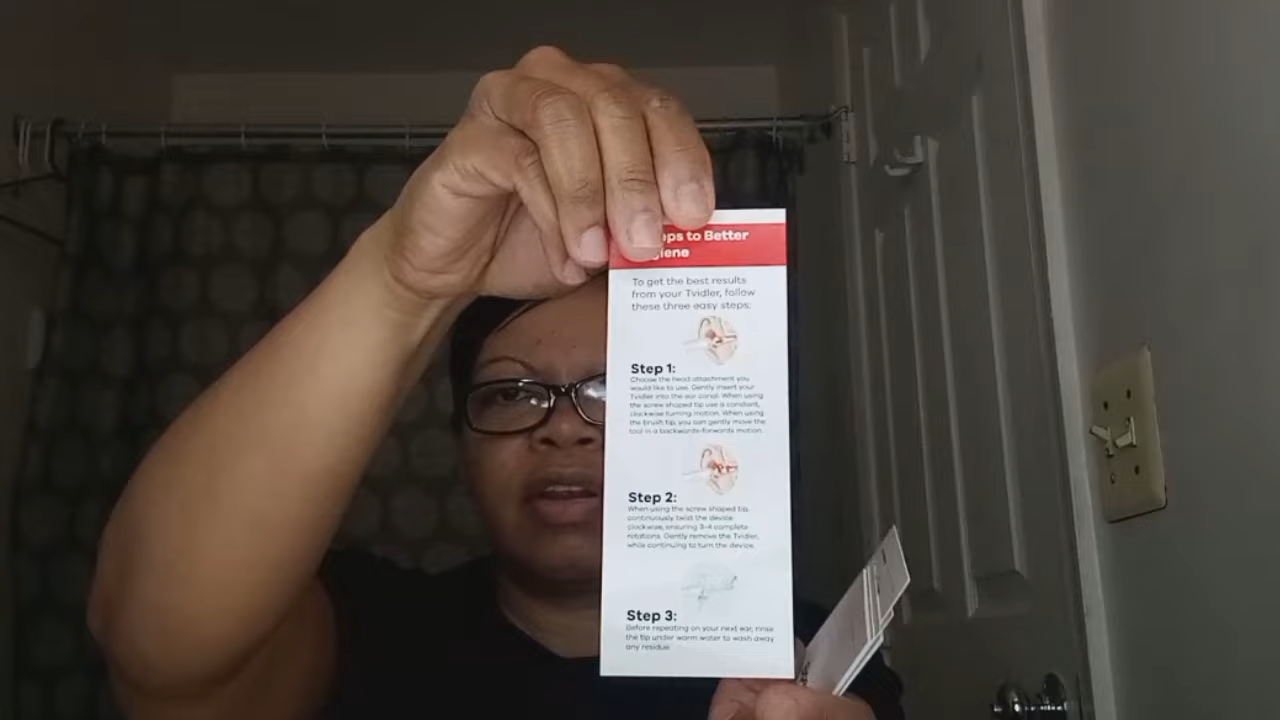 to Better
To get the best results
from your Tvidler, follow
these three easy steps:
Step 1:
Choose the head attachment you
would like to use. Gently insert your
Tvidler into the ear canal. When using
the screw shaped tip use a constant,
clockwise turning motion. When using
the brush tip, you can gently move the
tool in a backwards-forwards motion.
Step 2:
When using the screw shaped tip,
continuously twist the device
clockwise, ensuring 3-4 complete
rotations. Gently remove the Tvidler,
while continuing to turn the device.
Step 3:
Before repeating on your next ear, rinse
the tip under warm water to wash away
any residue